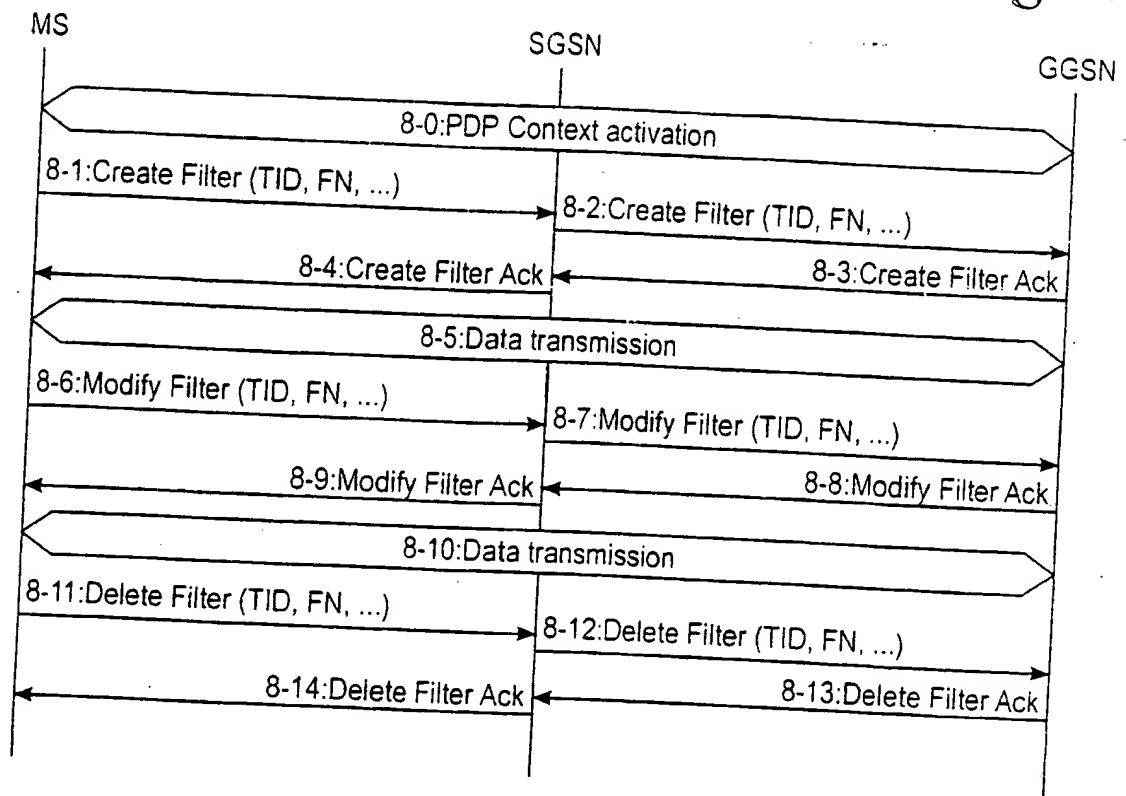 MS
SGSN
GGSN
8-0:PDP Context activation
8-1:Create Filter (TID, FN, ...)
8-2:Create Filter (TID, FN, ...)
8-4:Create Filter Ack
8-3:Create Filter Ack
8-5:Data transmission
8-6:Modify Filter (TID, FN, ...)
8-7:Modify Filter (TID, FN, ...)
8-9:Modify Filter Ack
8-8:Modify Filter Ack
8-10:Data transmission
8-11:Delete Filter (TID, FN, ...)
8-12:Delete Filter (TID, FN, ...)
8-14:Delete Filter Ack
8-13:Delete Filter Ack